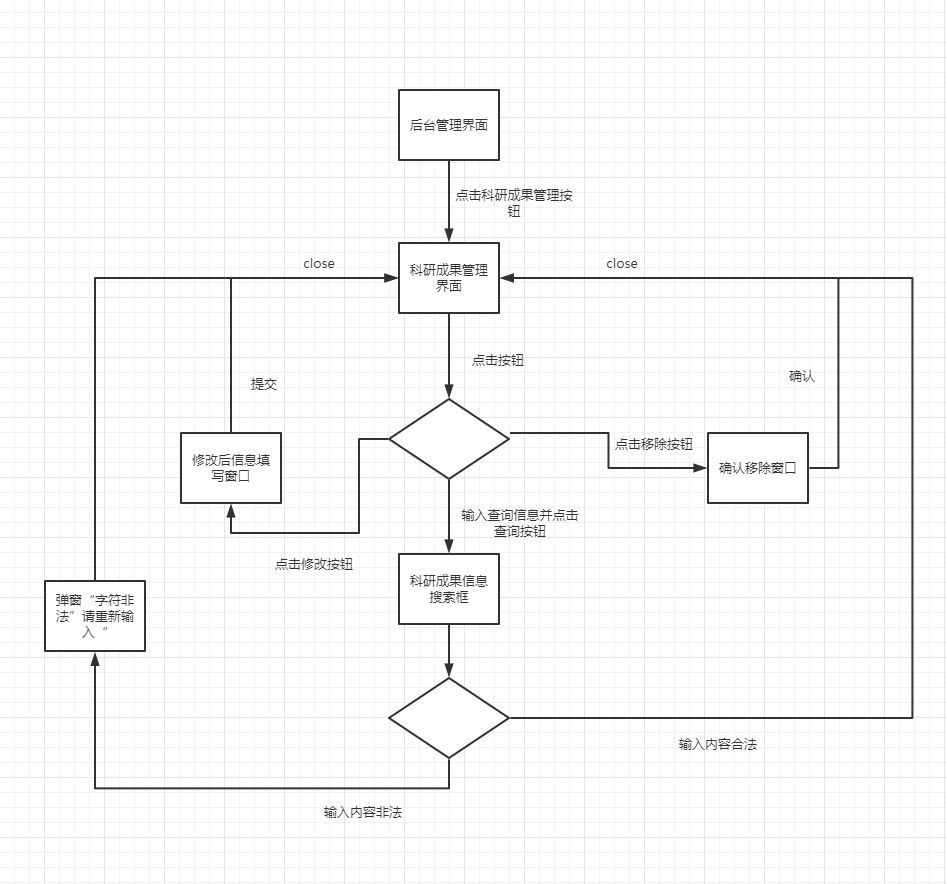 后台管理界面
点击科研成果管理按
钮
close
科研成果管理
界面
close
点击按钮
提交
确认
修改后信息填
写窗口
点击移除按钮
确认移除窗口
输入查询信息并点击
查询按钮
点击修改按钮
科研成果信息
搜索框
弹窗“字符非
法”请重新输
入 “
输入内容合法
输入内容非法